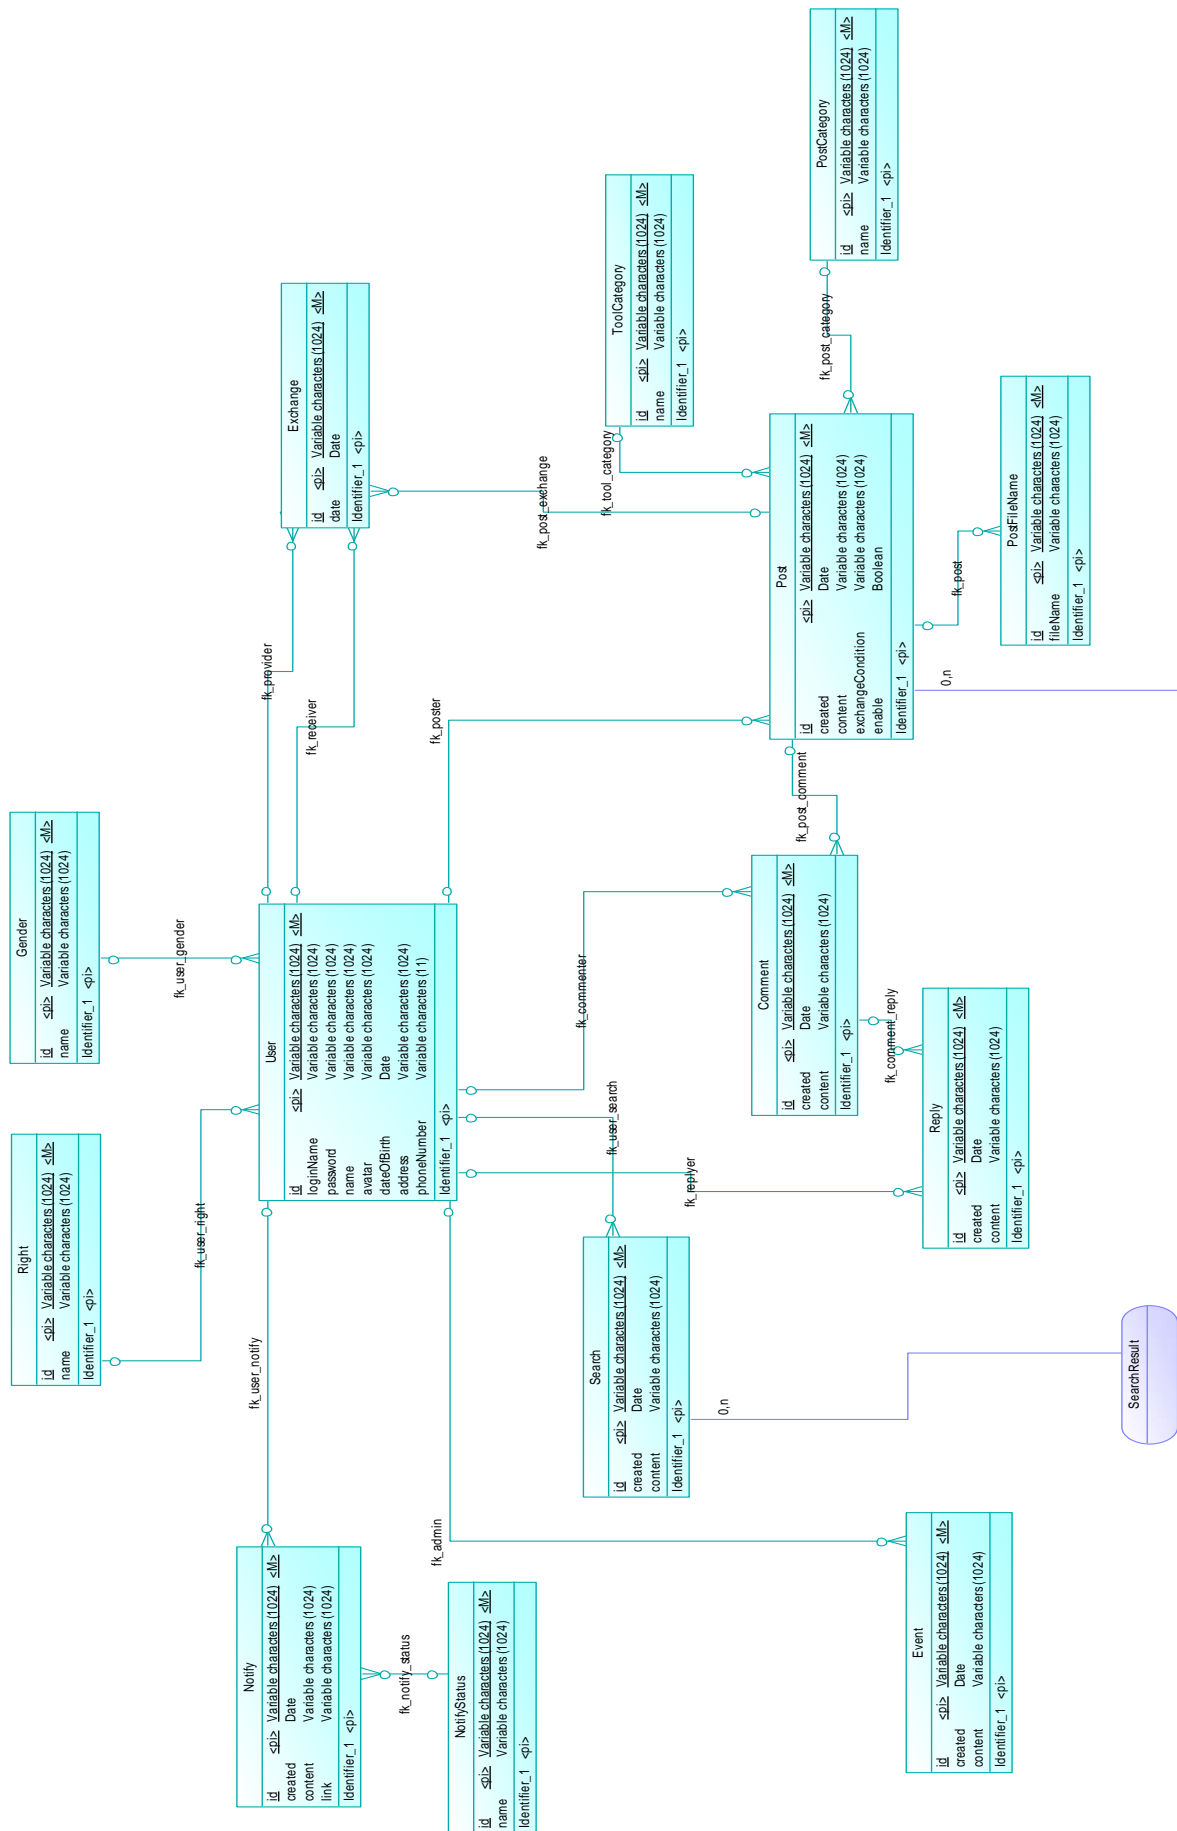 Right
id <pi> Variable characters (1024) <M>
name Variable characters (1024)
Identifier_1 <pi>
Gender
id <pi> Variable characters (1024) <M>
name Variable characters (1024)
Identifier_1 <pi>
fk_user_right
fk_user_gender
Notify
id <pi> Variable characters (1024) <M>
created Date
content Variable characters (1024)
link Variable characters (1024)
Identifier_1 <pi>
fk_user_notify
User
id <pi> Variable characters (1024) <M>
loginName Variable characters (1024)
password Variable characters (1024)
name Variable characters (1024)
avatar Variable characters (1024)
dateOfBirth Date
address Variable characters (1024)
phoneNumber Variable characters (11)
Identifier_1 <pi>
fk_provider
fk_receiver
Exchange
id <pi> Variable characters (1024) <M>
date Date
Identifier_1 <pi>
fk_notify_status
fk_admin
fk_poster
NotifyStatus
id <pi> Variable characters (1024) <M>
name Variable characters (1024)
Identifier_1 <pi>
fk_post_exchange
Search
id <pi> Variable characters (1024) <M>
created Date
content Variable characters (1024)
Identifier_1 <pi>
fk_user_search
fk_commenter
fk_replyer
fk_tool_category
ToolCategory
id <pi> Variable characters (1024) <M>
name Variable characters (1024)
Identifier_1 <pi>
0,n
Comment
id <pi> Variable characters (1024) <M>
created Date
content Variable characters (1024)
Identifier_1 <pi>
fk_post_comment
Post
id <pi> Variable characters (1024) <M>
created Date
content Variable characters (1024)
exchangeCondition Variable characters (1024)
enable Boolean
Identifier_1 <pi>
fk_post_category
PostCategory
id <pi> Variable characters (1024) <M>
name Variable characters (1024)
Identifier_1 <pi>
fk_comment_reply
Event
id <pi> Variable characters (1024) <M>
created Date
content Variable characters (1024)
Identifier_1 <pi>
Reply
id <pi> Variable characters (1024) <M>
created Date
content Variable characters (1024)
Identifier_1 <pi>
0,n
fk_post
PostFileName
id <pi> Variable characters (1024) <M>
fileName Variable characters (1024)
Identifier_1 <pi>
SearchResult